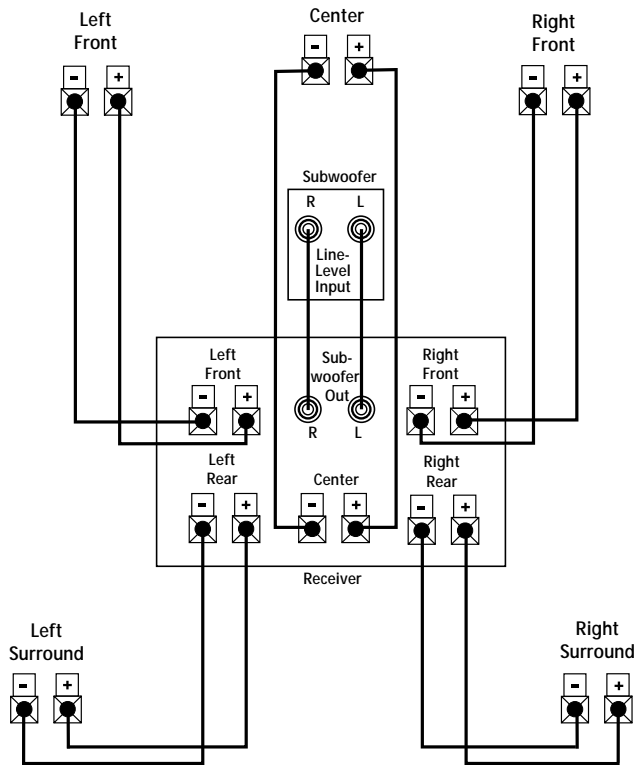 Left
Front
- +
Center
- +
Right
Front
- +
Subwoofer
R L
Line-
Level
Input
Left
Front
- +
Sub-
woofer
Out
R L
Right
Front
- +
Left
Rear
- +
Center
- +
Right
Rear
- +
Receiver
Left
Surround
- +
Right
Surround
- +